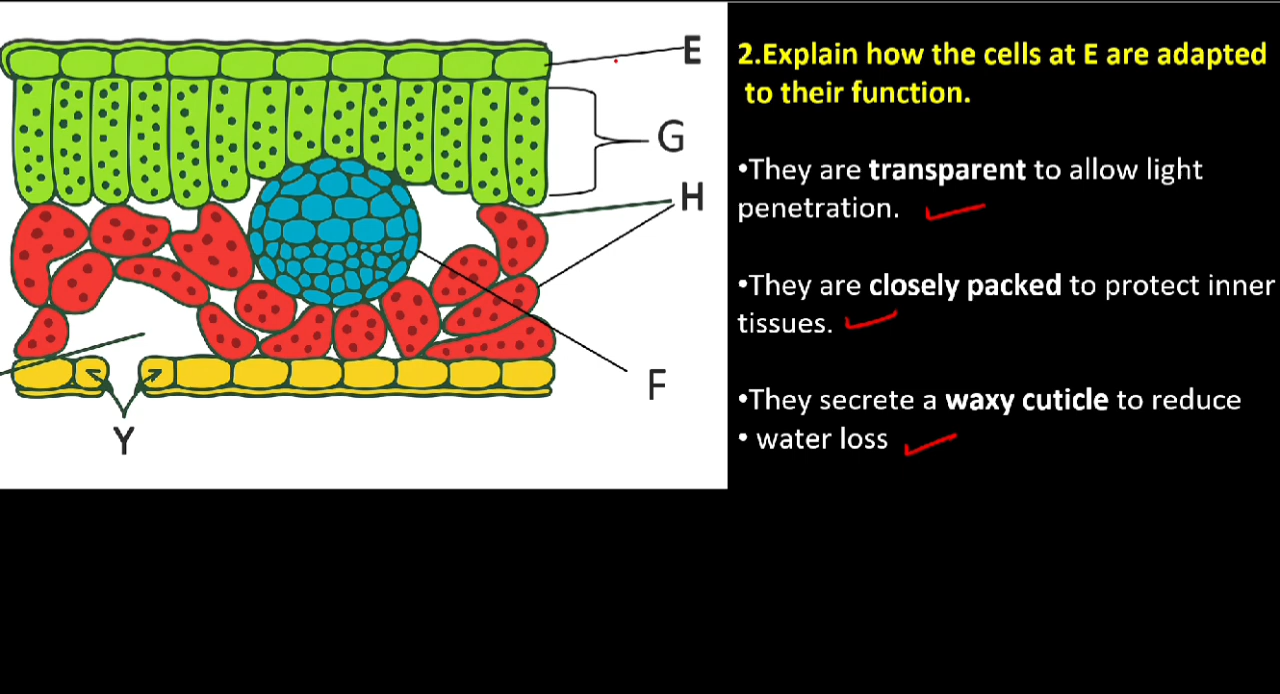 E
G
H
F
Y
2.Explain how the cells at E are adapted
to their function.
•They are transparent to allow light
penetration.
•They are closely packed to protect inner
tissues.
•They secrete a waxy cuticle to reduce
• water loss